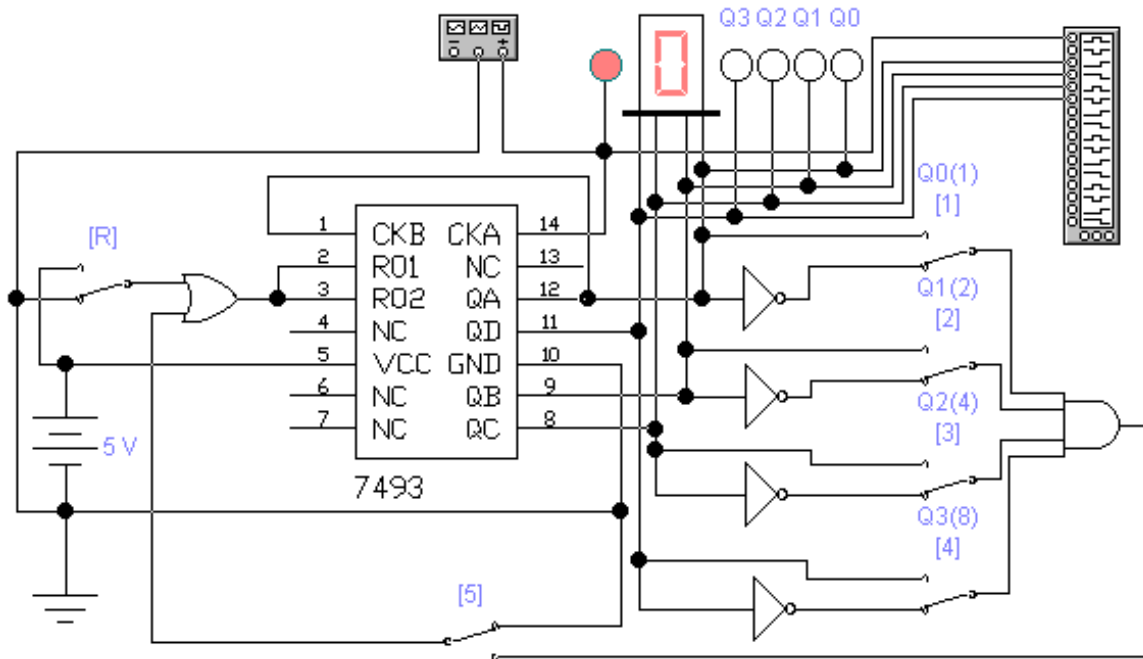 Q3 Q2 Q1 Q0
0
Q0(1)
[1]
[R]
1 CKB CKA 14
2 R01 NC 13
3 R02 QA 12
4 NC QD 11
5 VCC GND 10
6 NC QB 9
7 NC QC 8
7493
5 V
Q1(2)
[2]
Q2(4)
[3]
Q3(8)
[4]
[5]